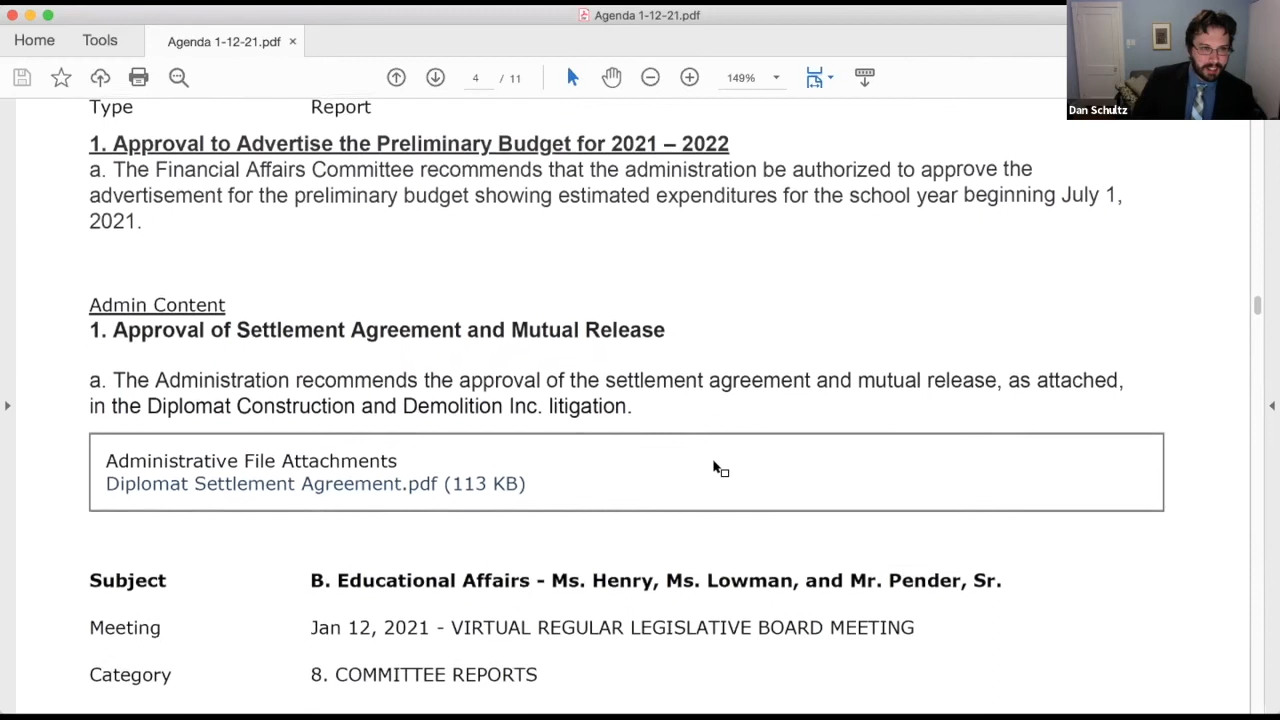 Agenda 1-12-21.pdf
Home
Tools
Agenda 1-12-21.pdf ×
4 / 11
149%
Dan Schultz
Type Report
1. Approval to Advertise the Preliminary Budget for 2021 – 2022
a. The Financial Affairs Committee recommends that the administration be authorized to approve the
advertisement for the preliminary budget showing estimated expenditures for the school year beginning July 1,
2021.
Admin Content
1. Approval of Settlement Agreement and Mutual Release
a. The Administration recommends the approval of the settlement agreement and mutual release, as attached,
in the Diplomat Construction and Demolition Inc. litigation.
Administrative File Attachments
Diplomat Settlement Agreement.pdf (113 KB)
Subject B. Educational Affairs - Ms. Henry, Ms. Lowman, and Mr. Pender, Sr.
Meeting Jan 12, 2021 - VIRTUAL REGULAR LEGISLATIVE BOARD MEETING
Category 8. COMMITTEE REPORTS